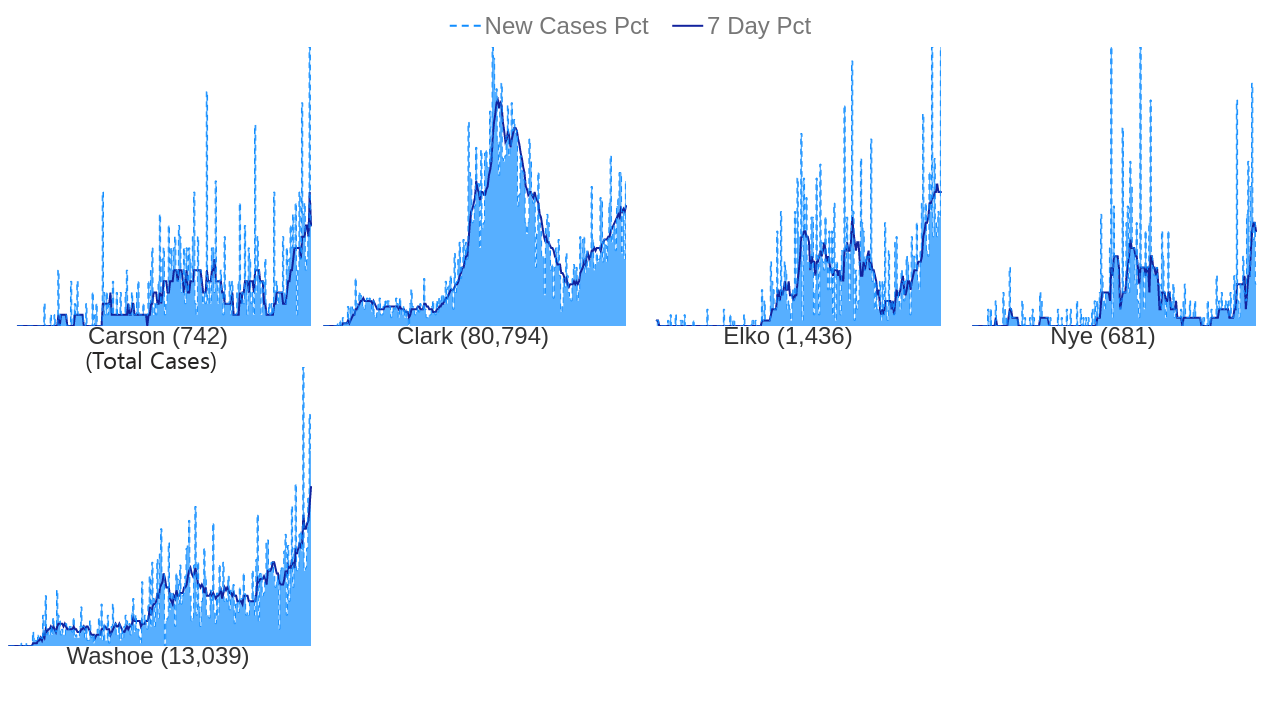 New Cases Pct 7 Day Pct
Carson (742)
(Total Cases)
Clark (80,794)
Elko (1,436)
Nye (681)
Washoe (13,039)